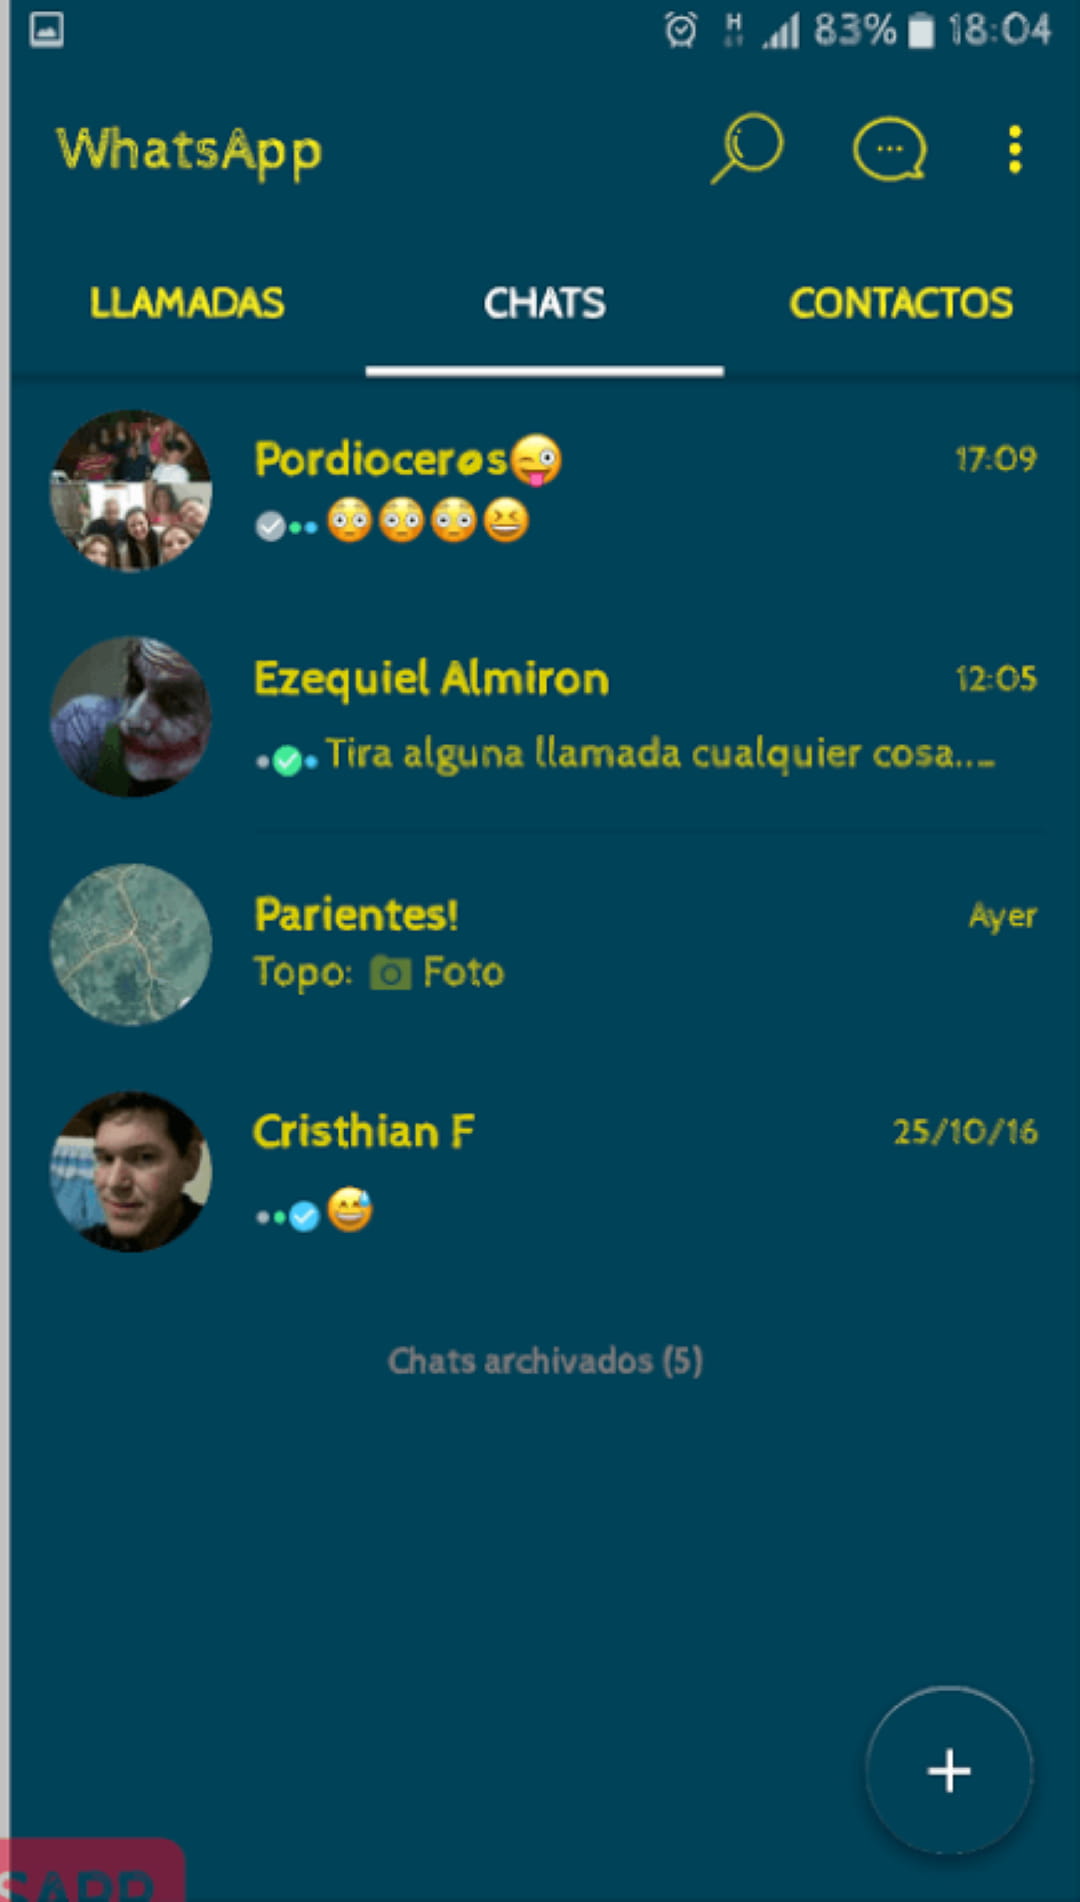 83% 18:04
WhatsApp
LLAMADAS CHATS CONTACTOS
Pordioceros😜 17:09
😳😳😳😆
Ezequiel Almiron 12:05
Tira alguna llamada cualquier cosa....
Parientes! Ayer
Topo: 📷 Foto
Cristhian F 25/10/16
😅
Chats archivados (5)
+
SAPP